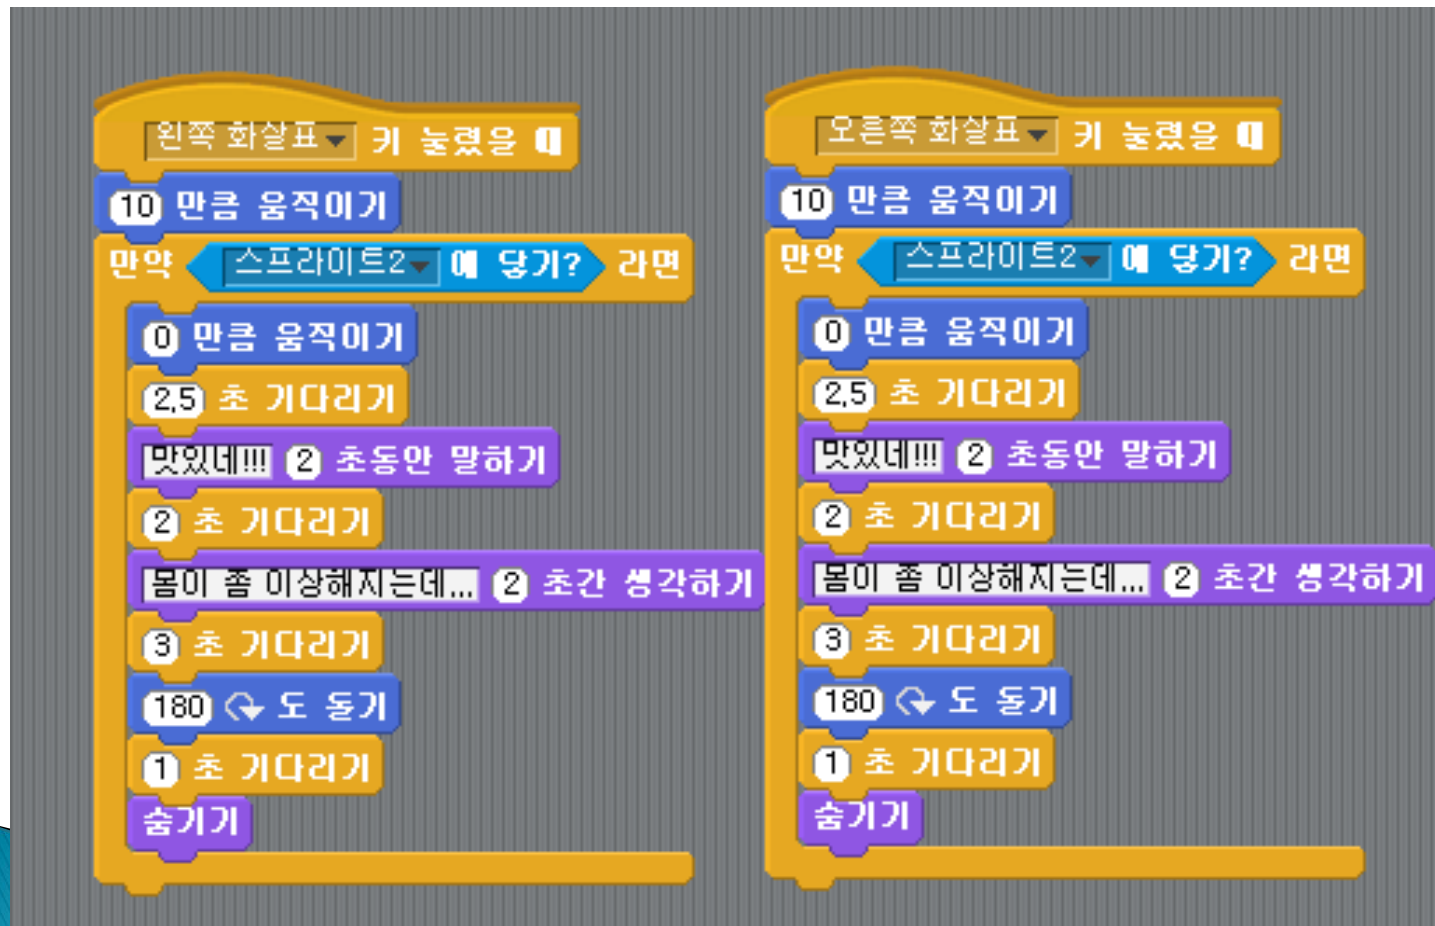 왼쪽 화살표 키 눌렸을 때
10 만큼 움직이기
만약 스프라이트2 에 닿기? 라면
0 만큼 움직이기
2.5 초 기다리기
맛있네!!! 2 초동안 말하기
2 초 기다리기
몸이 좀 이상해지는데... 2 초간 생각하기
3 초 기다리기
180 도 돌기
1 초 기다리기
숨기기
오른쪽 화살표 키 눌렸을 때
10 만큼 움직이기
만약 스프라이트2 에 닿기? 라면
0 만큼 움직이기
2.5 초 기다리기
맛있네!!! 2 초동안 말하기
2 초 기다리기
몸이 좀 이상해지는데... 2 초간 생각하기
3 초 기다리기
180 도 돌기
1 초 기다리기
숨기기